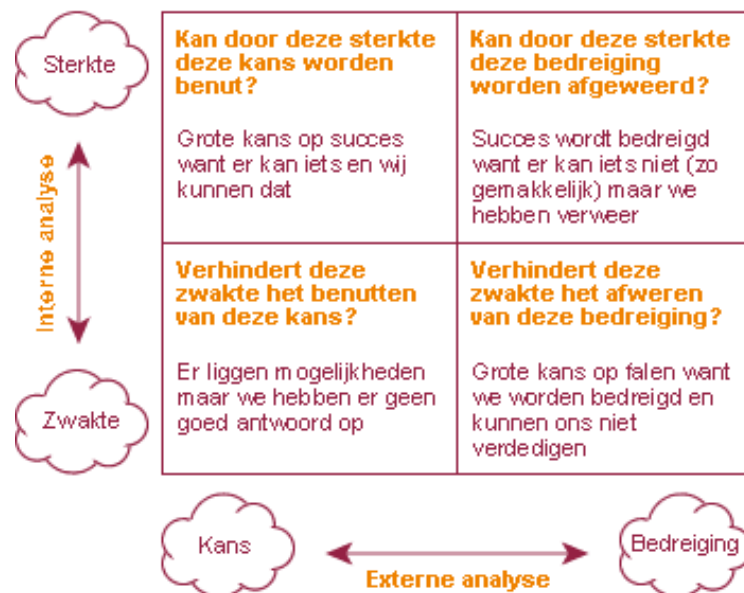 Sterkte
Kan door deze sterkte
deze kans worden
benut?
Grote kans op succes
want er kan iets en wij
kunnen dat
Kan door deze sterkte
deze bedreiging
worden afgeweerd?
Succes wordt bedreigd
want er kan iets niet (zo
gemakkelijk) maar we
hebben verweer
Interne analyse
Verhindert deze
zwakte het benutten
van deze kans?
Er liggen mogelijkheden
maar we hebben er geen
goed antwoord op
Verhindert deze
zwakte het afweren
van deze bedreiging?
Grote kans op falen want
we worden bedreigd en
kunnen ons niet
verdedigen
Zwakte
Kans
Externe analyse
Bedreiging